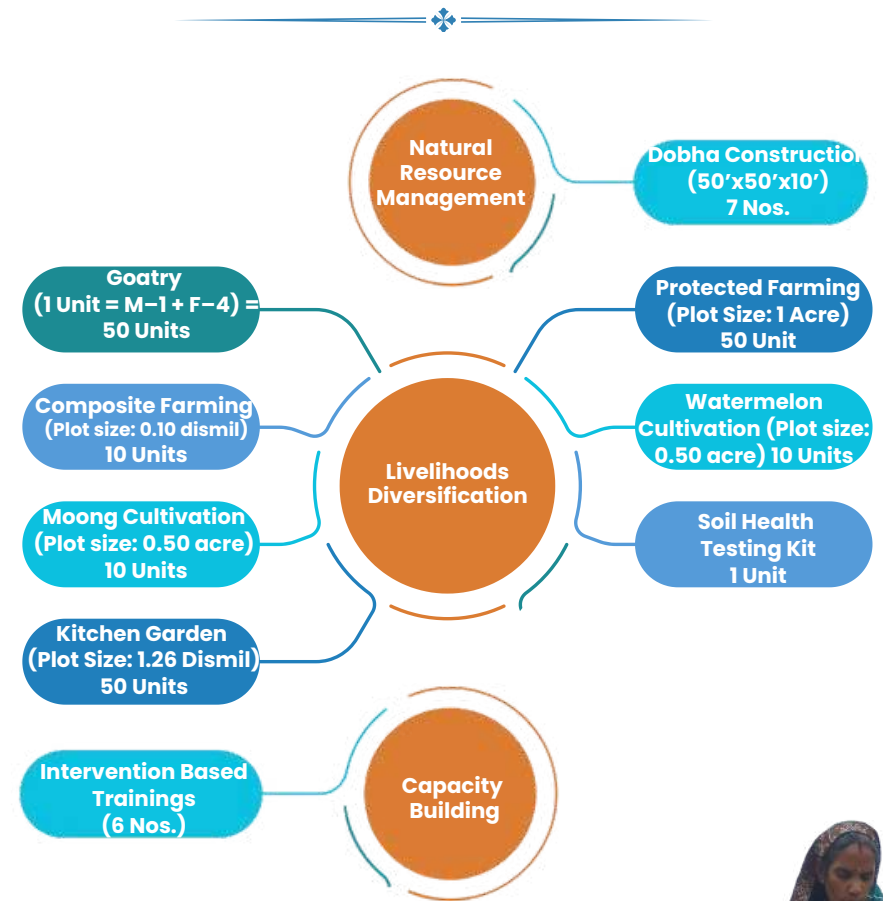 Natural
Resource
Management
Dobha Construction
(50’x50’x10’)
7 Nos.
Goatry
(1 Unit = M–1 + F–4) =
50 Units
Composite Farming
(Plot size: 0.10 dismil)
10 Units
Moong Cultivation
(Plot size: 0.50 acre)
10 Units
Kitchen Garden
(Plot Size: 1.26 Dismil)
50 Units
Livelihoods
Diversification
Protected Farming
(Plot Size: 1 Acre)
50 Unit
Watermelon
Cultivation (Plot size:
0.50 acre) 10 Units
Soil Health
Testing Kit
1 Unit
Intervention Based
Trainings
(6 Nos.)
Capacity
Building